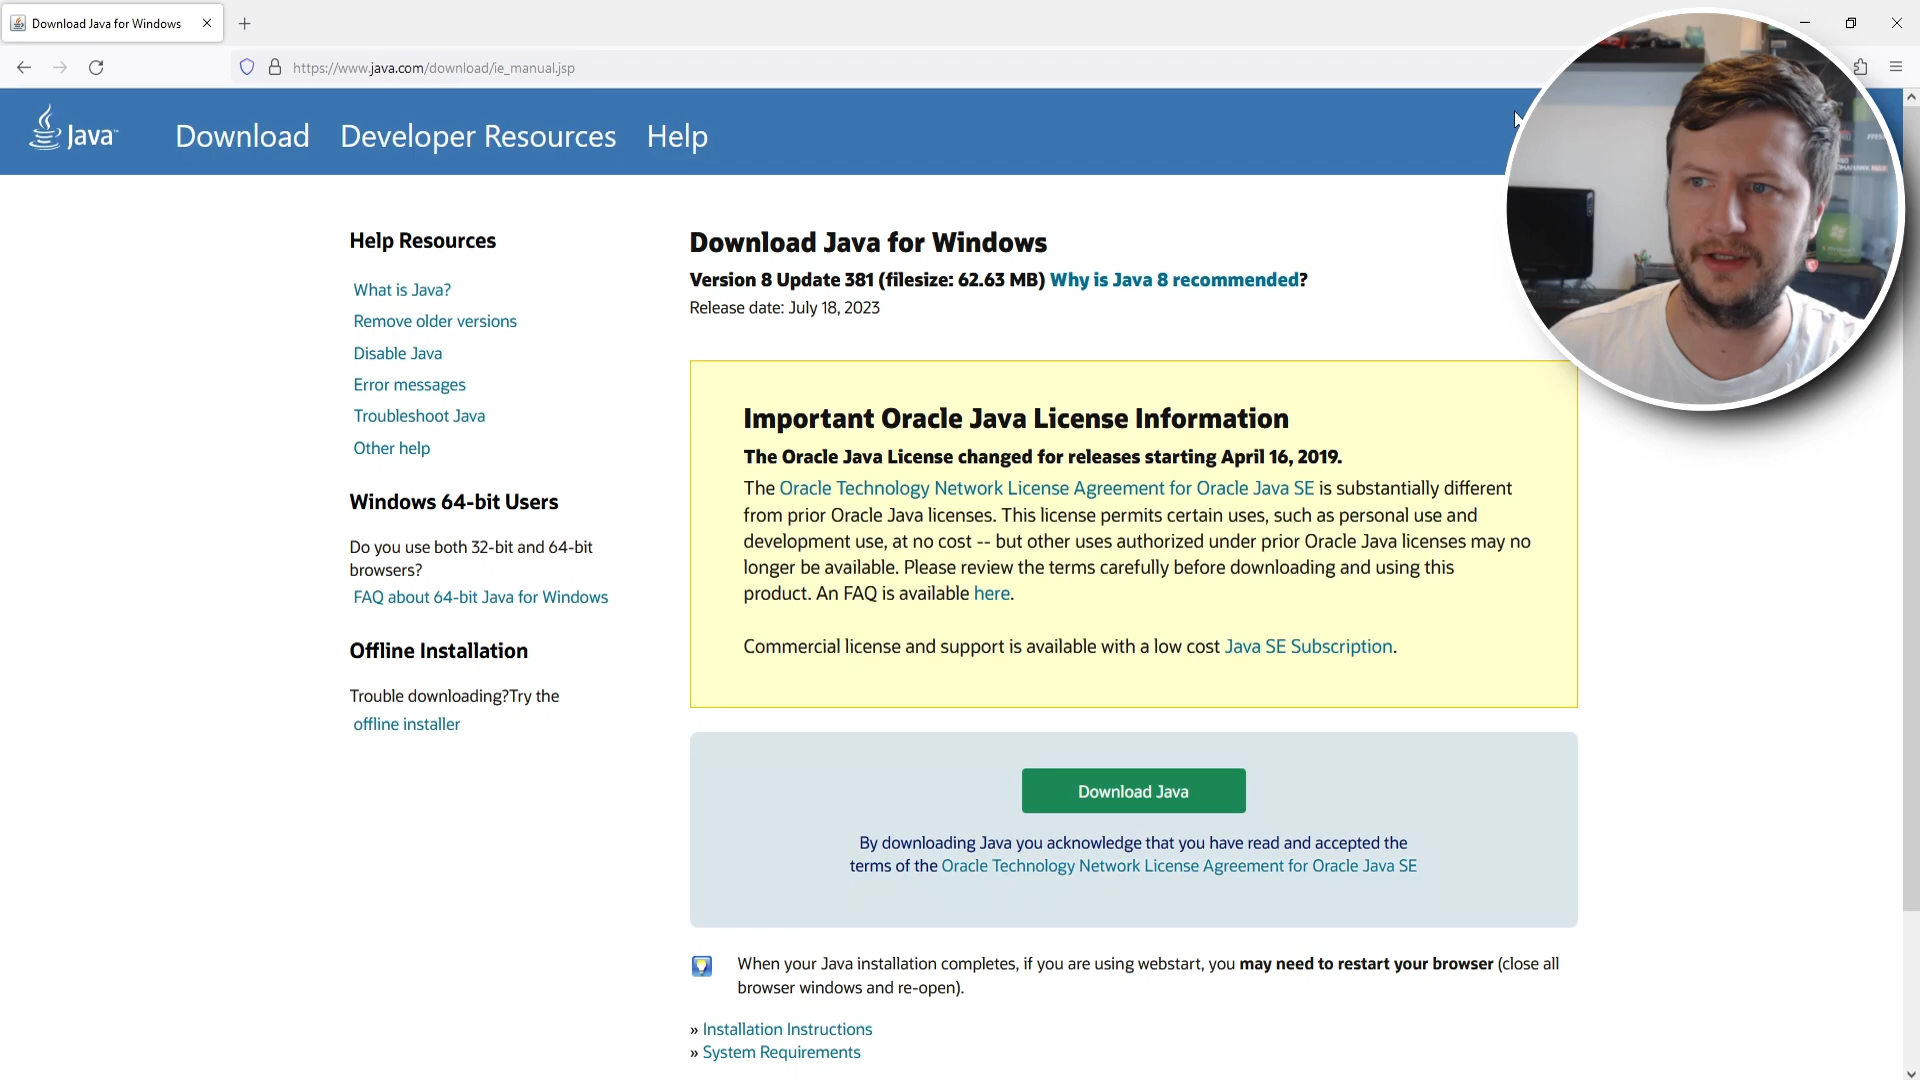 Download Java for Windows
https://www.java.com/download/ie_manual.jsp
Java
Download
Developer Resources
Help
Help Resources
What is Java?
Remove older versions
Disable Java
Error messages
Troubleshoot Java
Other help
Windows 64-bit Users
Do you use both 32-bit and 64-bit
browsers?
FAQ about 64-bit Java for Windows
Offline Installation
Trouble downloading?Try the
offline installer
Download Java for Windows
Version 8 Update 381 (filesize: 62.63 MB) Why is Java 8 recommended?
Release date: July 18, 2023
Important Oracle Java License Information
The Oracle Java License changed for releases starting April 16, 2019.
The Oracle Technology Network License Agreement for Oracle Java SE is substantially different
from prior Oracle Java licenses. This license permits certain uses, such as personal use and
development use, at no cost -- but other uses authorized under prior Oracle Java licenses may no
longer be available. Please review the terms carefully before downloading and using this
product. An FAQ is available here.
Commercial license and support is available with a low cost Java SE Subscription.
Download Java
By downloading Java you acknowledge that you have read and accepted the
terms of the Oracle Technology Network License Agreement for Oracle Java SE
When your Java installation completes, if you are using webstart, you may need to restart your browser (close all
browser windows and re-open).
» Installation Instructions
» System Requirements